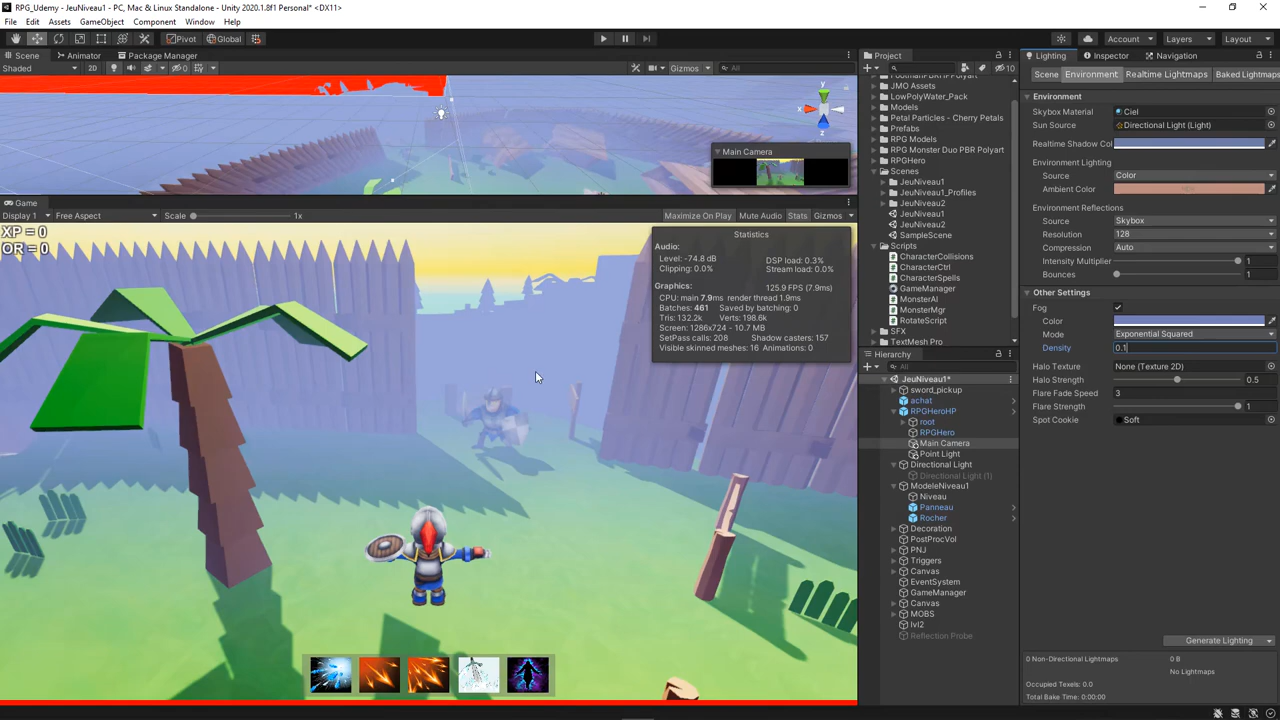 RPG_Udemy - JeuNiveau1 - PC, Mac & Linux Standalone - Unity 2020.1.8f1 Personal* <DX11>
File Edit Assets GameObject Component Window Help
Pivot Global Account Layers Layout
Scene Animator Package Manager
Shaded 2D 0 Gizmos All
y
x
z
Main Camera
Game
Display 1 Free Aspect Scale 1x Maximize On Play Mute Audio Stats Gizmos
XP = 0
OR = 0
Statistics
Audio:
Level: -74.8 dB DSP load: 0.3%
Clipping: 0.0% Stream load: 0.0%
Graphics: 125.9 FPS (7.9ms)
CPU: main 7.9ms render thread 1.9ms
Batches: 461 Saved by batching: 0
Tris: 132.2k Verts: 198.6k
Screen: 1286x724 - 10.7 MB
SetPass calls: 208 Shadow casters: 157
Visible skinned meshes: 16 Animations: 0
Project
10
JMO Assets
LowPolyWater_Pack
Models
Petal Particles - Cherry Petals
Prefabs
RPG Models
RPG Monster Duo PBR Polyart
RPGHero
Scenes
JeuNiveau1
JeuNiveau1_Profiles
JeuNiveau2
JeuNiveau1
JeuNiveau2
SampleScene
Scripts
CharacterCollisions
CharacterCtrl
CharacterSpells
GameManager
MonsterAI
MonsterMgr
RotateScript
SFX
TextMesh Pro
Hierarchy
All
JeuNiveau1*
sword_pickup
achat
RPGHeroHP
root
RPGHero
Main Camera
Point Light
Directional Light
Directional Light (1)
ModeleNiveau1
Niveau
Panneau
Rocher
Decoration
PostProcVol
PNJ
Triggers
Canvas
EventSystem
GameManager
Canvas
MOBS
lvl2
Reflection Probe
Lighting Inspector Navigation
Scene Environment Realtime Lightmaps Baked Lightmaps
Environment
Skybox Material Ciel
Sun Source Directional Light (Light)
Realtime Shadow Col
Environment Lighting
Source Color
Ambient Color
Environment Reflections
Source Skybox
Resolution 128
Compression Auto
Intensity Multiplier 1
Bounces 1
Other Settings
Fog
Color
Mode Exponential Squared
Density 0.1
Halo Texture None (Texture 2D)
Halo Strength 0.5
Flare Fade Speed 3
Flare Strength 1
Spot Cookie Soft
Generate Lighting
0 Non-Directional Lightmaps 0 B
No Lightmaps
Occupied Texels: 0.0
Total Bake Time: 0:00:00